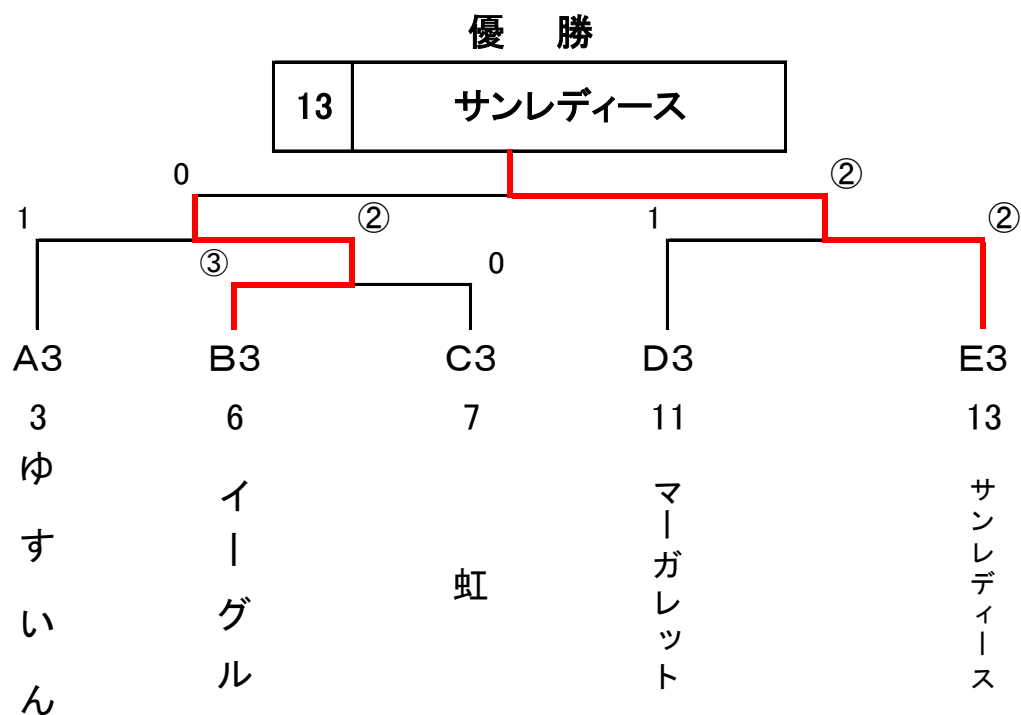 優 勝
13 サンレディース
0 ②
1 ② 1 ②
③ 0
A3 B3 C3 D3 E3
3 6 7 11 13
ゆすいん
イーグル
虹
マーガレット
サンレディース